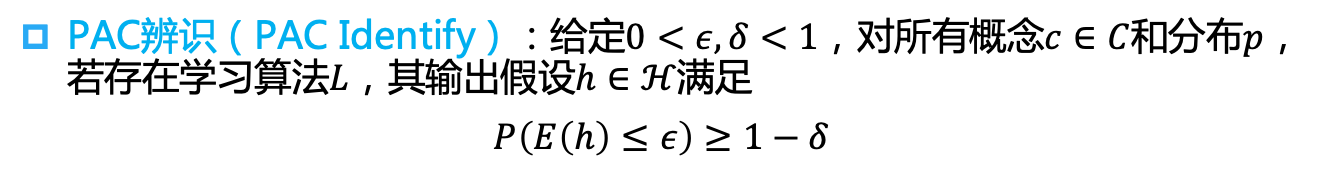 PAC辨识（PAC Identify）：给定0 < ϵ, δ < 1，对所有概念c ∈ C和分布p，
若存在学习算法L，其输出假设h ∈ ℋ满足
P(E(h) ≤ ϵ) ≥ 1 − δ